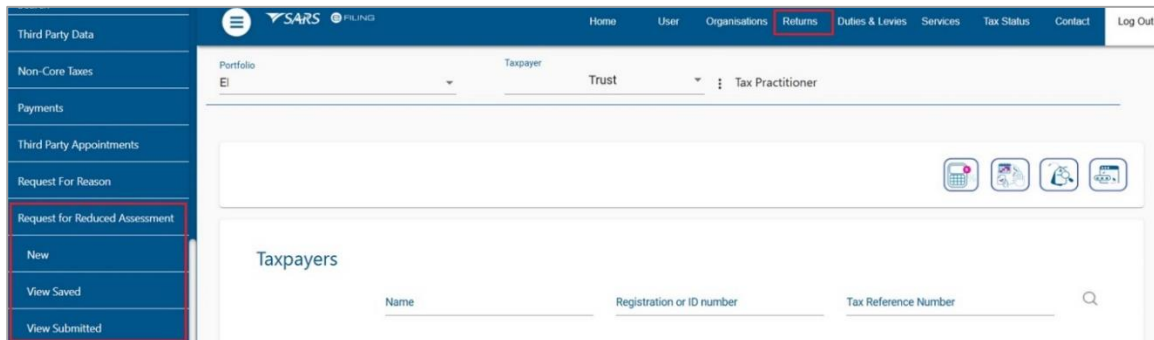 SARS eFILING
Home User Organisations Returns Duties & Levies Services Tax Status Contact Log Out
Third Party Data
Non-Core Taxes
Payments
Third Party Appointments
Request For Reason
Request for Reduced Assessment
New
View Saved
View Submitted
Portfolio
Taxpayer
Trust
Tax Practitioner
Taxpayers
Name
Registration or ID number
Tax Reference Number